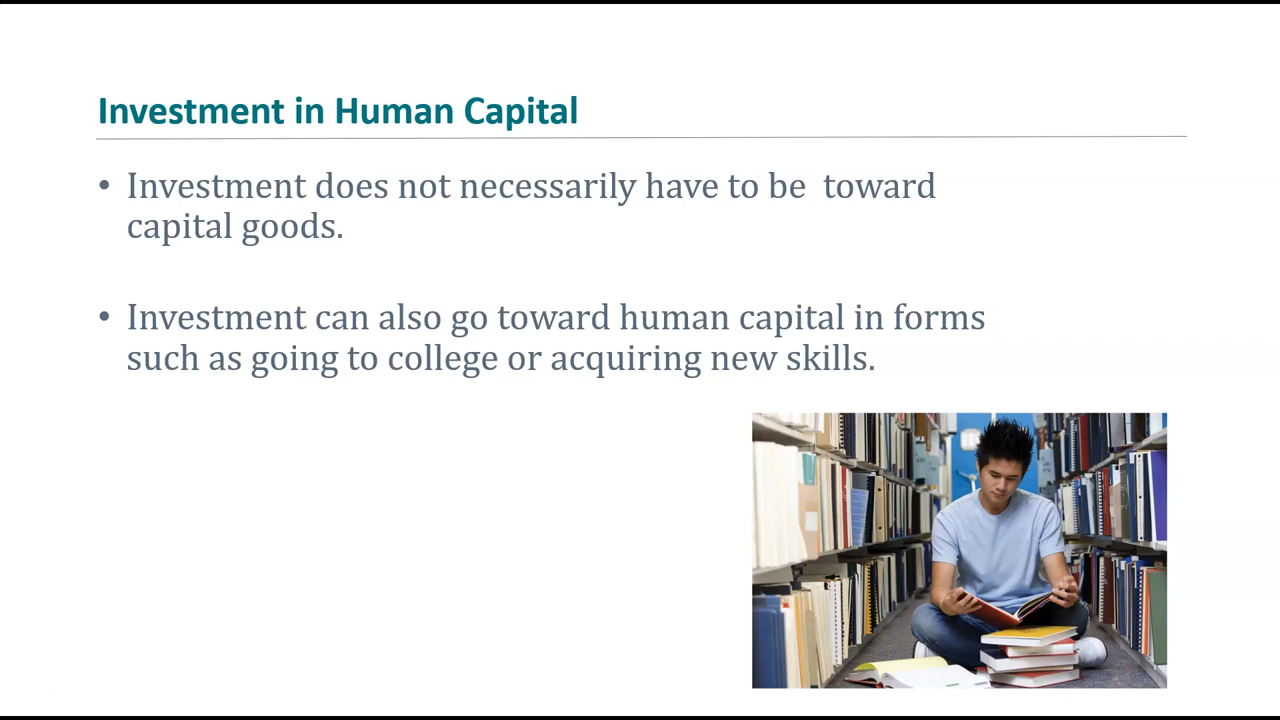 Investment in Human Capital
• Investment does not necessarily have to be  toward
capital goods.
• Investment can also go toward human capital in forms
such as going to college or acquiring new skills.